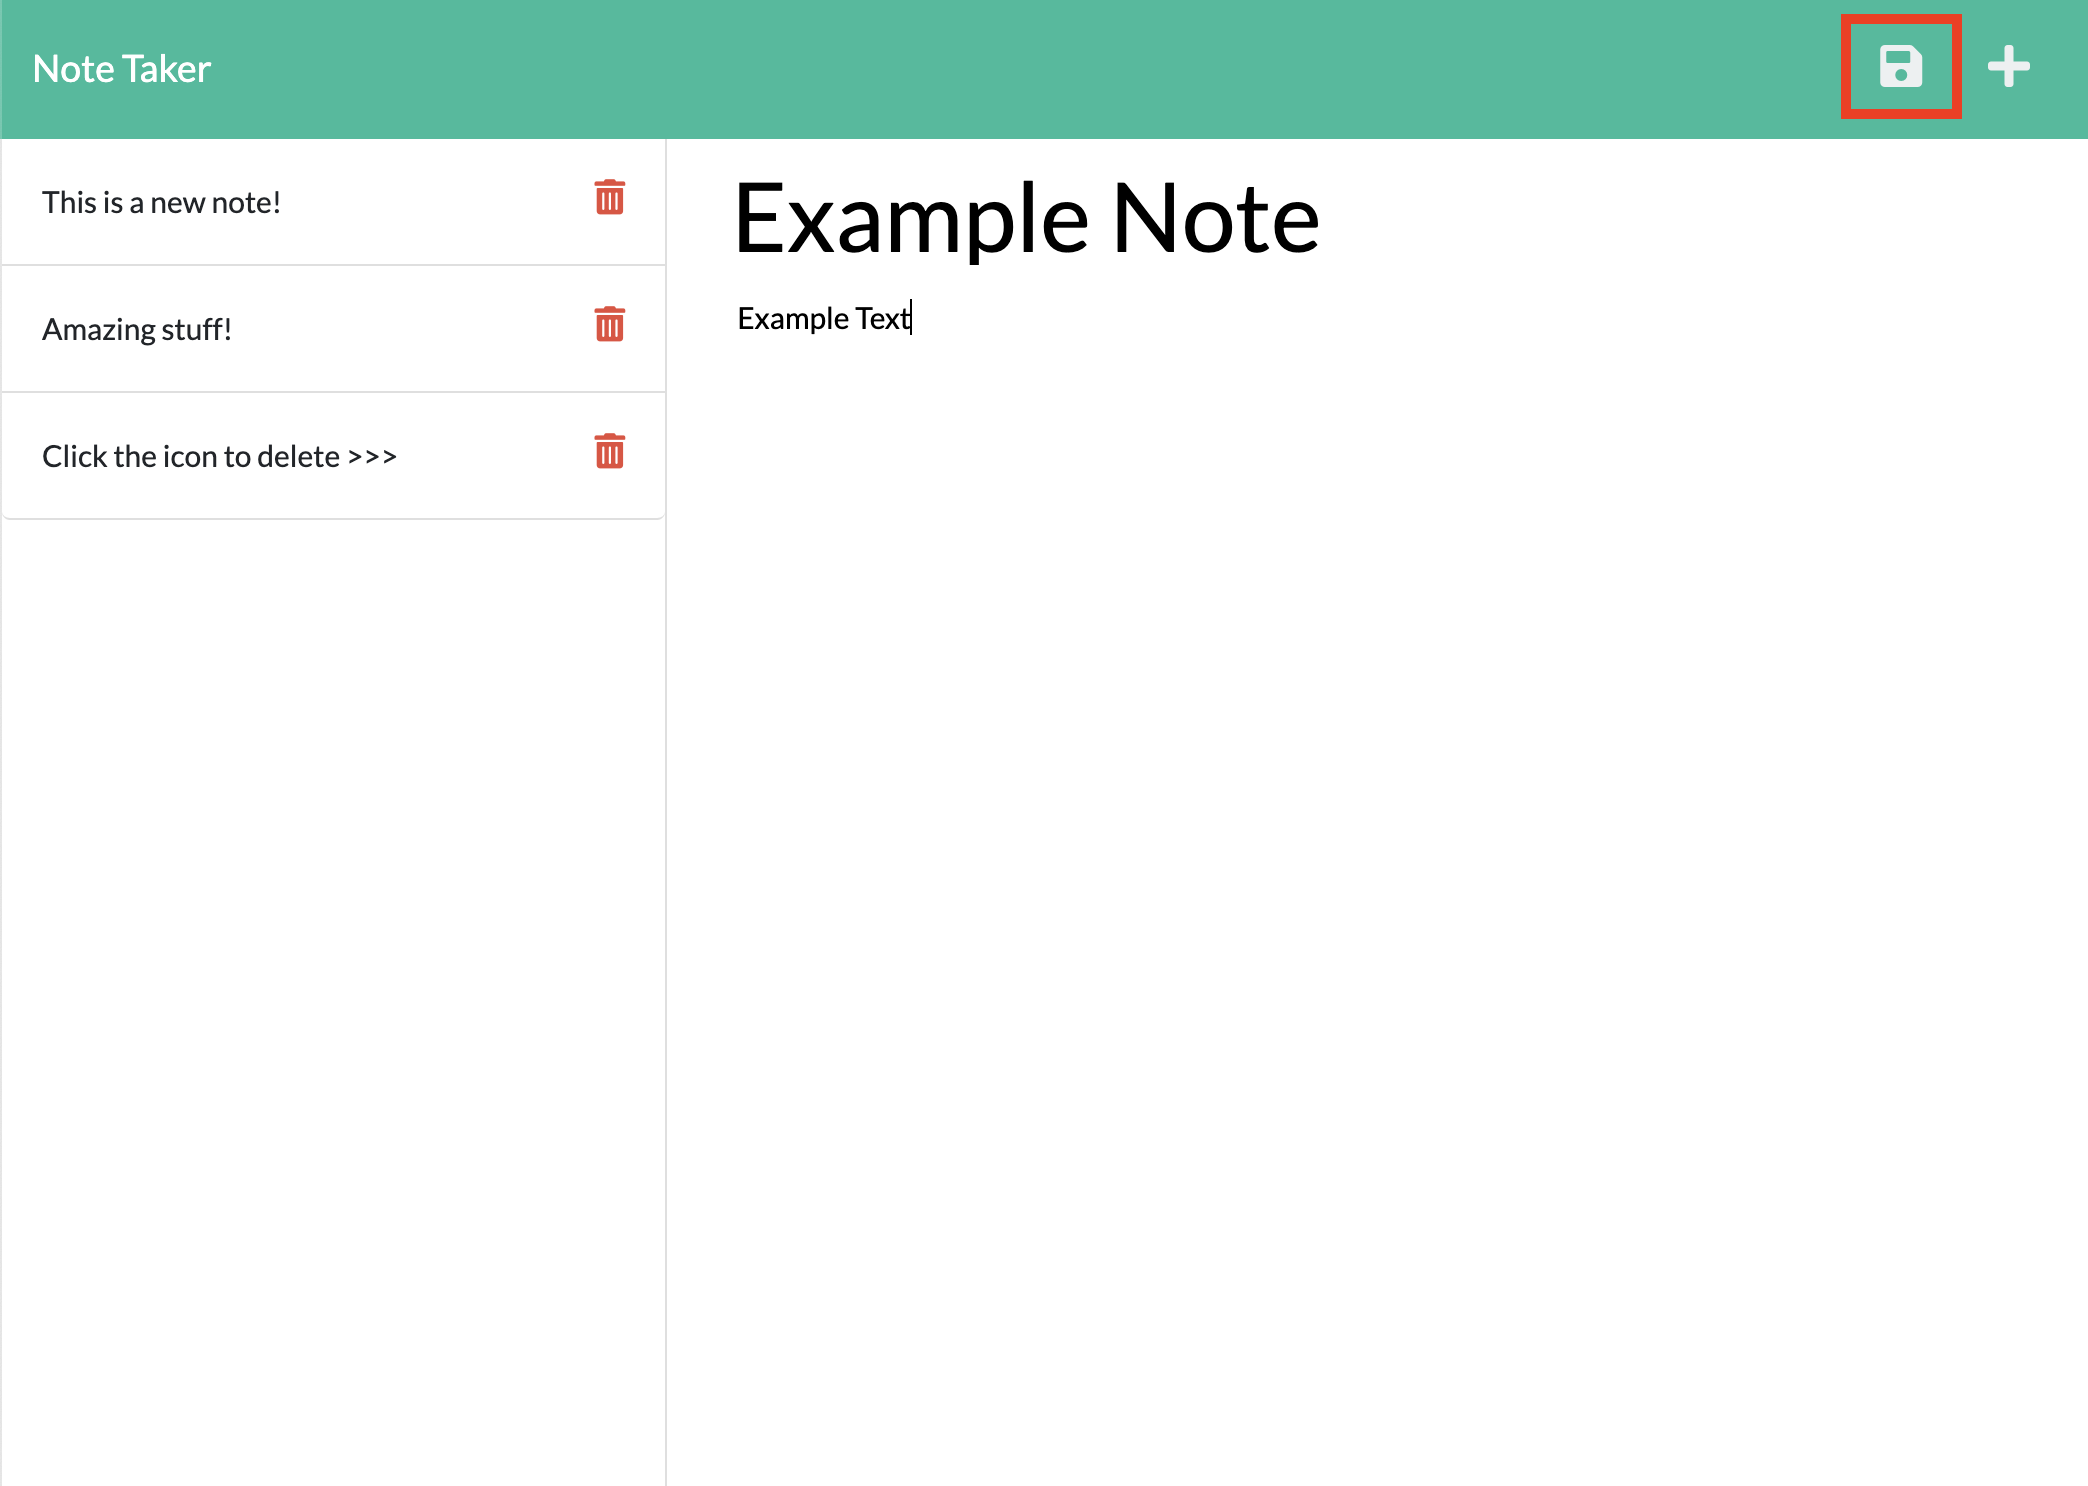 Note Taker
This is a new note!
Amazing stuff!
Click the icon to delete >>>
Example Note
Example Text